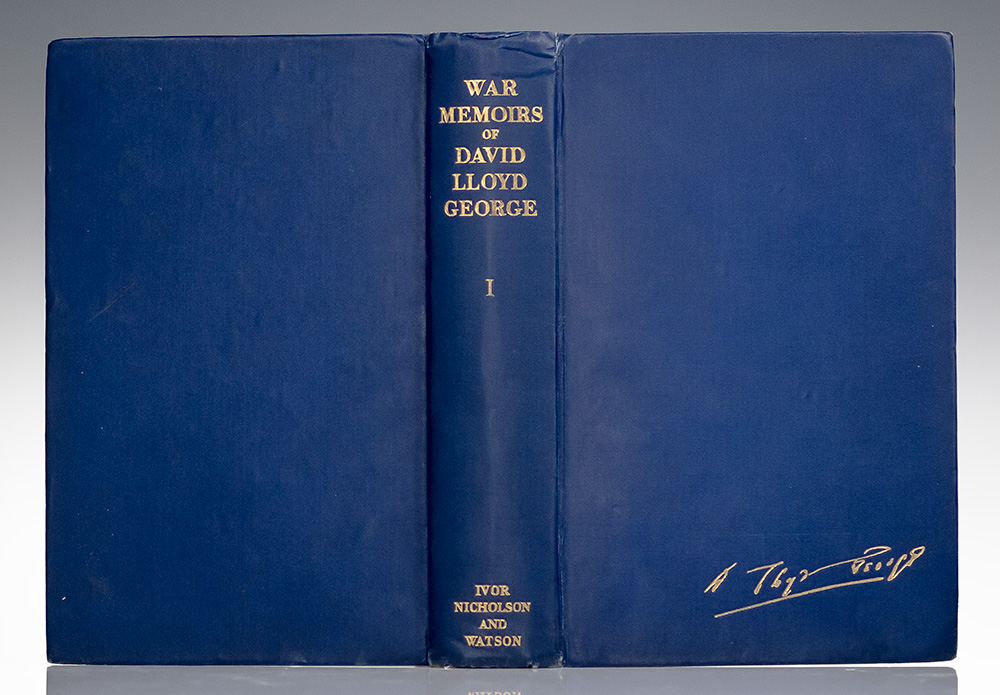 WAR
MEMOIRS
OF
DAVID
LLOYD
GEORGE
I
IVOR
NICHOLSON
AND
WATSON